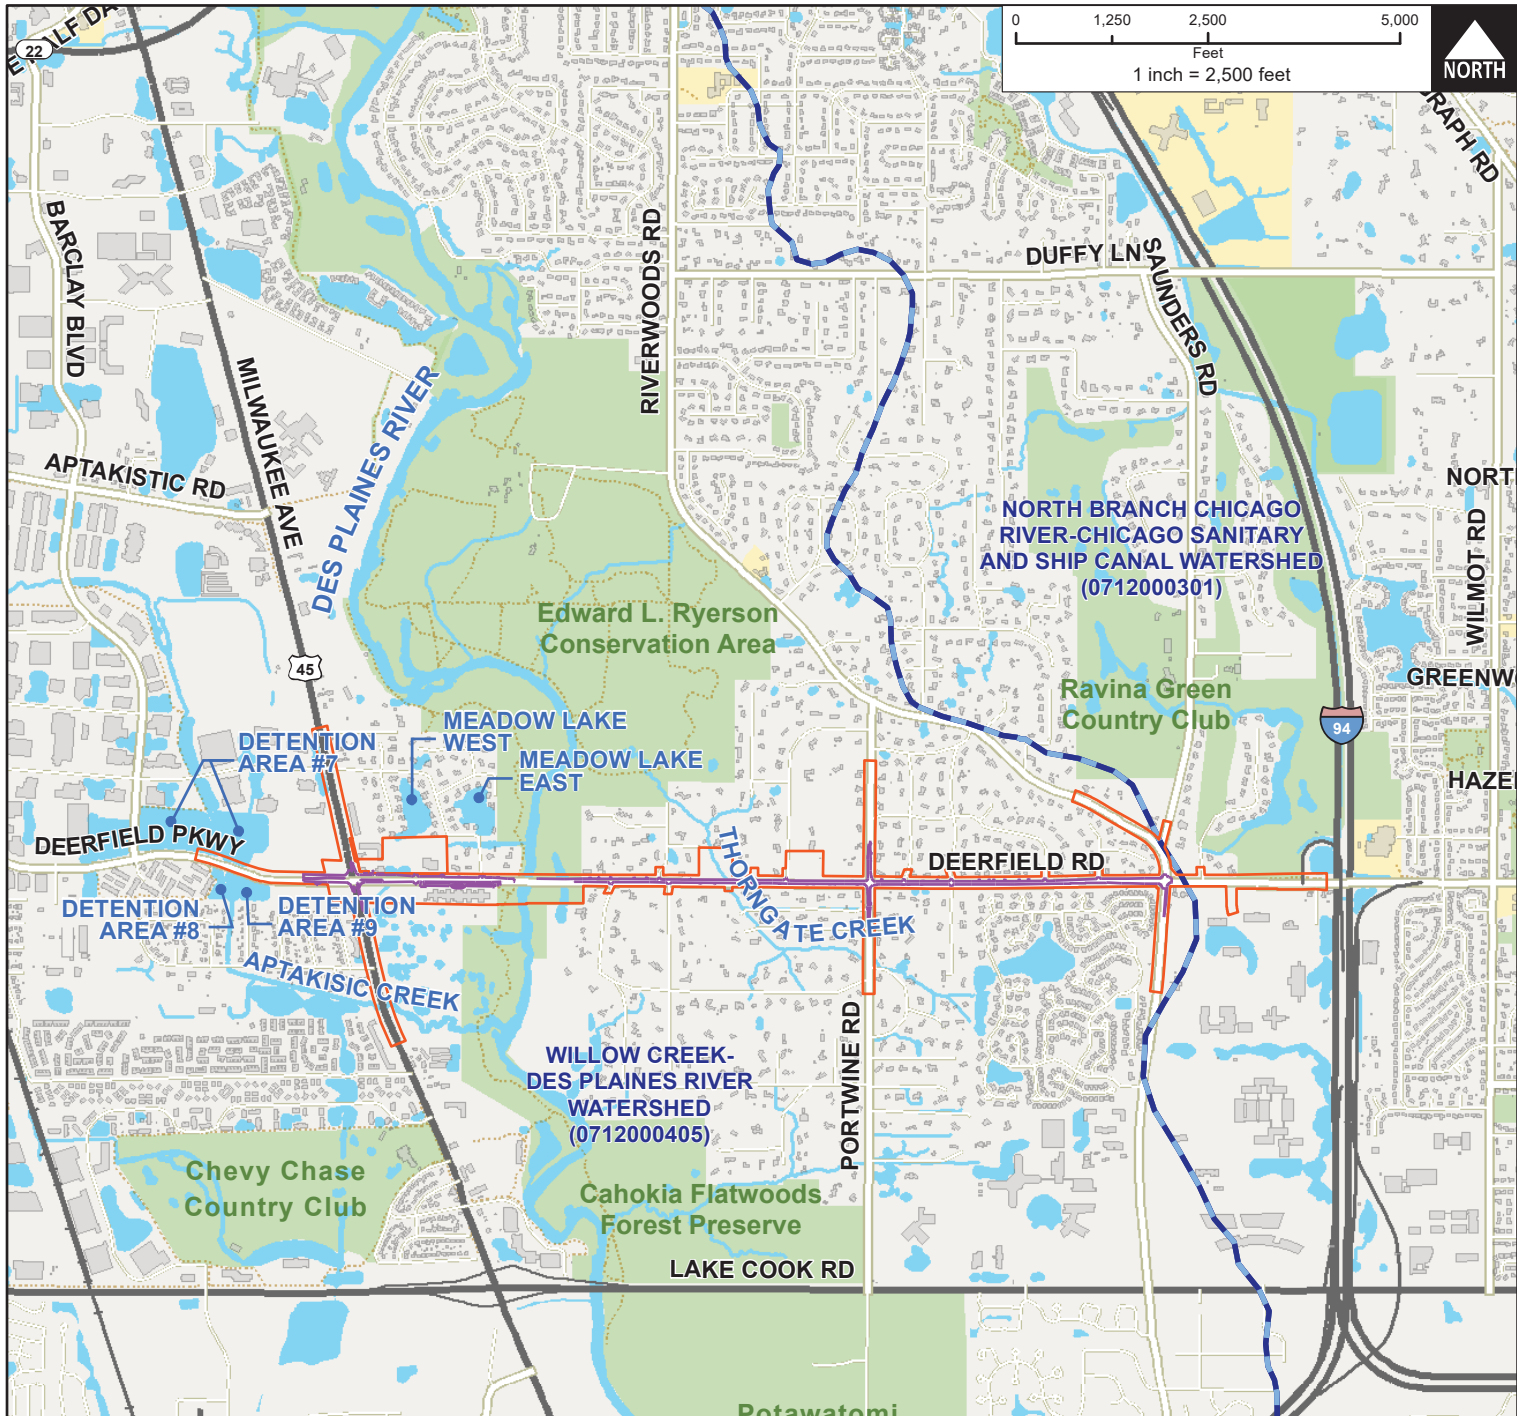 0 1,250 2,500 5,000
Feet
1 inch = 2,500 feet
NORTH
22
BARCLAY BLVD
MILWAUKEE AVE
APTAKISTIC RD
DES PLAINES RIVER
RIVERWOODS RD
DUFFY LN
SAUNDERS RD
NORTH BRANCH CHICAGO
RIVER-CHICAGO SANITARY
AND SHIP CANAL WATERSHED
(0712000301)
WILMOT RD
Edward L. Ryerson
Conservation Area
45
Ravina Green
Country Club
94
MEADOW LAKE
WEST
MEADOW LAKE
EAST
DETENTION
AREA #7
DEERFIELD PKWY
DEERFIELD RD
THORNGATE CREEK
DETENTION
AREA #8
DETENTION
AREA #9
APTAKISIC CREEK
WILLOW CREEK-
DES PLAINES RIVER
WATERSHED
(0712000405)
PORTWINE RD
Chevy Chase
Country Club
Cahokia Flatwoods
Forest Preserve
LAKE COOK RD
Potawatomi